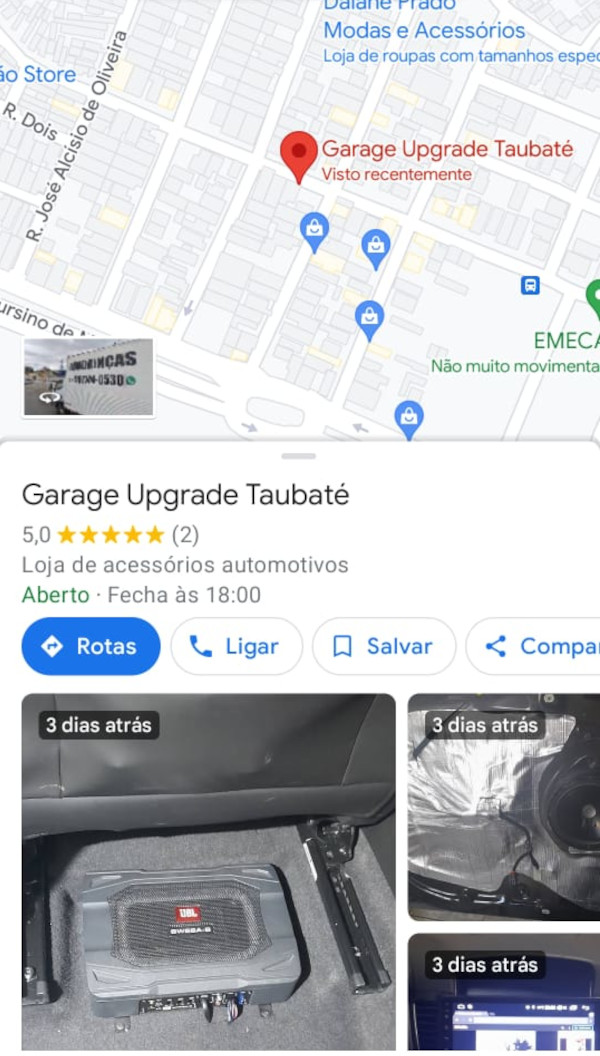 Daiane Prado
Modas e Acessórios
Loja de roupas com tamanhos espec
ão Store
R. Dois
R. José Alcísio de Oliveira
Garage Upgrade Taubaté
Visto recentemente
ursino de
EMECA
Não muito movimenta
0530
Garage Upgrade Taubaté
5,0 (2)
Loja de acessórios automotivos
Aberto · Fecha às 18:00
Rotas
Ligar
Salvar
Compar
3 dias atrás
3 dias atrás
JBL
3 dias atrás